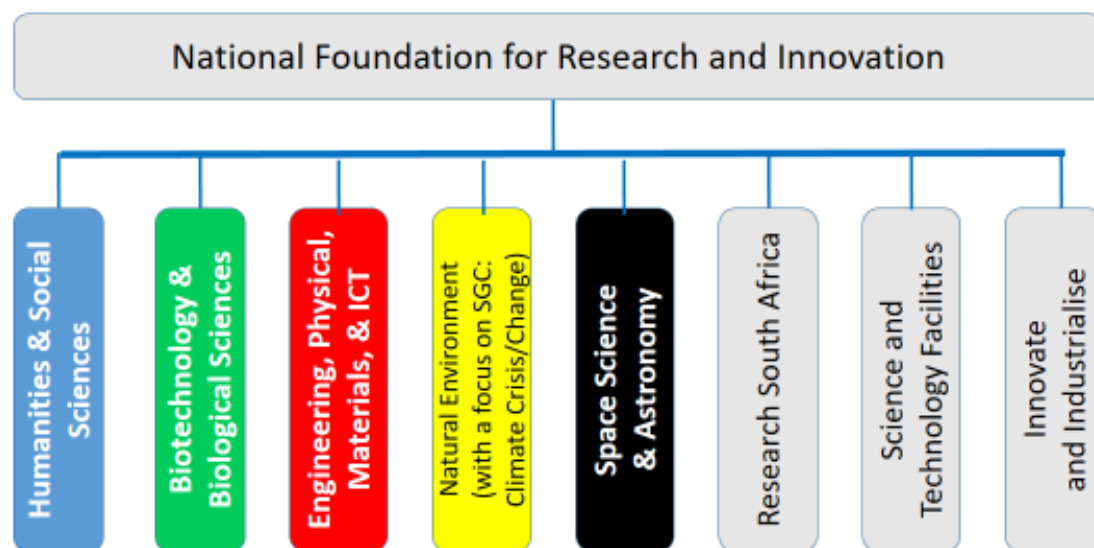 National Foundation for Research and Innovation
Humanities & Social
Sciences
Biotechnology &
Biological Sciences
Engineering, Physical,
Materials, & ICT
Natural Environment
(with a focus on SGC:
Climate Crisis/Change)
Space Science
& Astronomy
Research South Africa
Science and
Technology Facilities
Innovate
and Industrialise